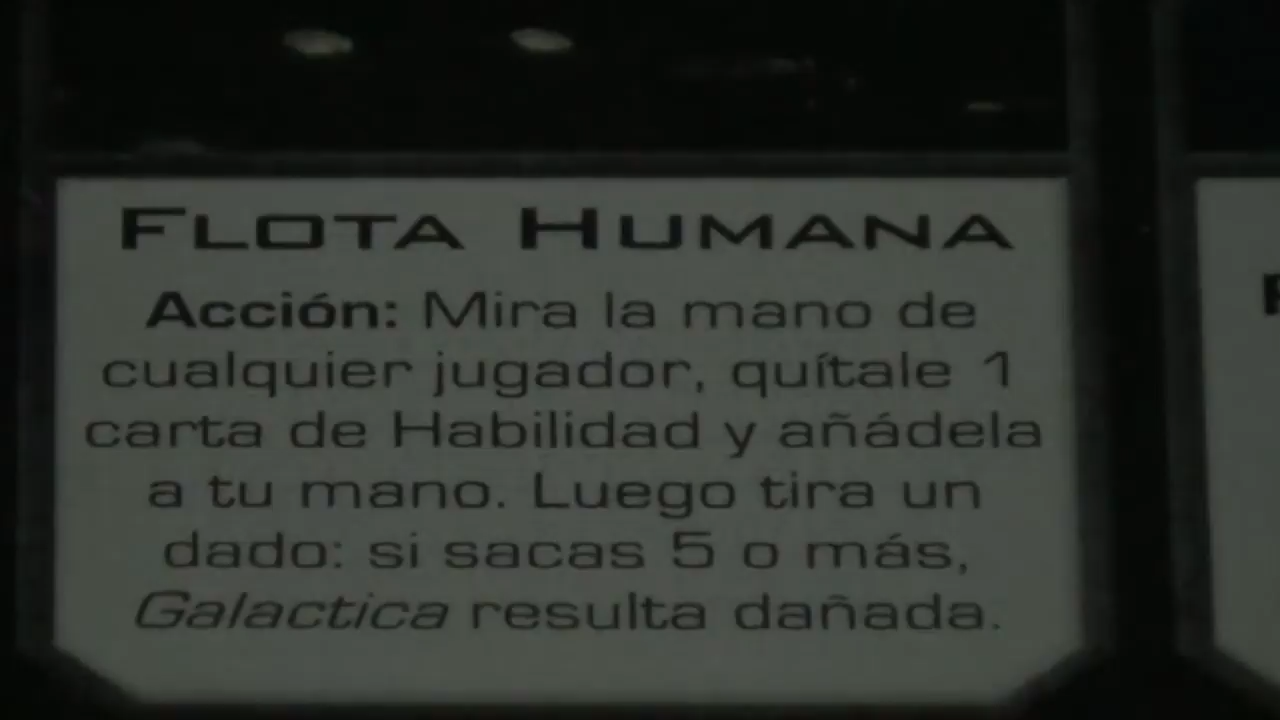 FLOTA HUMANA
Acción: Mira la mano de
cualquier jugador, quítale 1
carta de Habilidad y añádela
a tu mano. Luego tira un
dado: si sacas 5 o más,
Galactica resulta dañada.